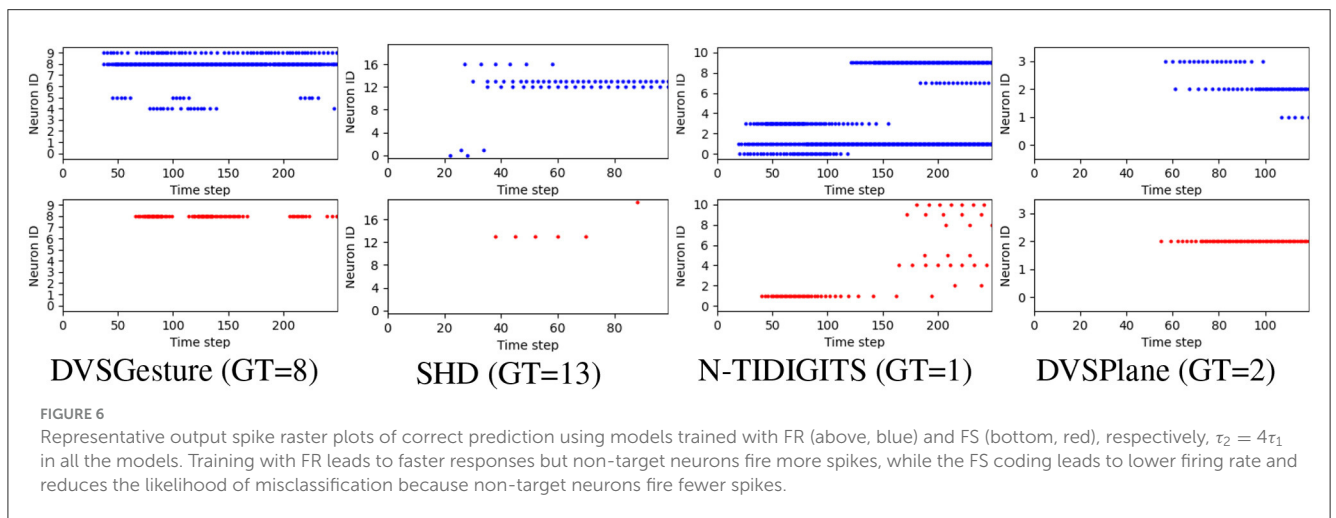 9
8
7
6
5
4
3
2
1
0
Neuron ID
50 100 150 200
Time step
16
12
8
4
0
Neuron ID
0 20 40 60 80
Time step
10
8
6
4
2
0
Neuron ID
0 50 100 150 200
Time step
3
2
1
0
Neuron ID
0 20 40 60 80 100
Time step
9
8
7
6
5
4
3
2
1
0
Neuron ID
0 50 100 150 200
Time step
16
12
8
4
0
Neuron ID
0 20 40 60 80
Time step
10
8
6
4
2
0
Neuron ID
0 50 100 150 200
Time step
3
2
1
0
Neuron ID
0 20 40 60 80 100
Time step
DVSGesture (GT=8) SHD (GT=13) N-TIDIGITS (GT=1) DVSPlane (GT=2)
FIGURE 6
Representative output spike raster plots of correct prediction using models trained with FR (above, blue) and FS (bottom, red), respectively, τ₂ = 4τ₁
in all the models. Training with FR leads to faster responses but non-target neurons fire more spikes, while the FS coding leads to lower firing rate and
reduces the likelihood of misclassification because non-target neurons fire fewer spikes.